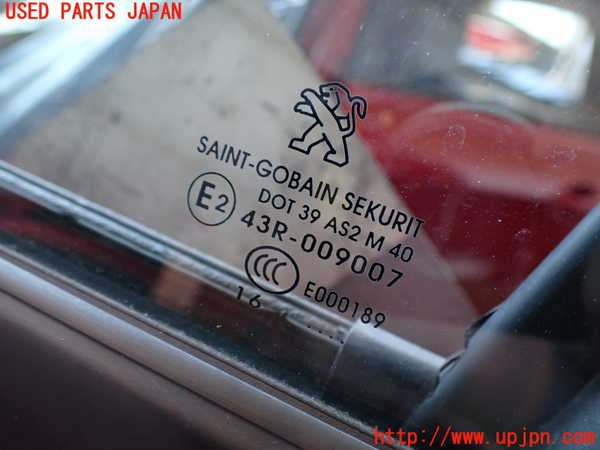 USED PARTS JAPAN
SAINT-GOBAIN SEKURIT
DOT 39 AS2 M 40
E2 43R-009007
CCC E000189
16 .....
http://www.upjpn.com/